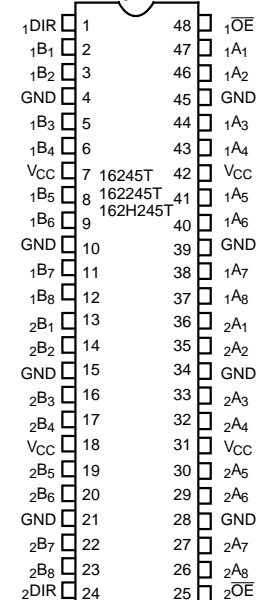 1DIR 1 48 1O̅E̅
1B1 2 47 1A1
1B2 3 46 1A2
GND 4 45 GND
1B3 5 44 1A3
1B4 6 43 1A4
VCC 7 16245T 42 VCC
1B5 8 162245T 41 1A5
1B6 9 162H245T 40 1A6
GND 10 39 GND
1B7 11 38 1A7
1B8 12 37 1A8
2B1 13 36 2A1
2B2 14 35 2A2
GND 15 34 GND
2B3 16 33 2A3
2B4 17 32 2A4
VCC 18 31 VCC
2B5 19 30 2A5
2B6 20 29 2A6
GND 21 28 GND
2B7 22 27 2A7
2B8 23 26 2A8
2DIR 24 25 2O̅E̅